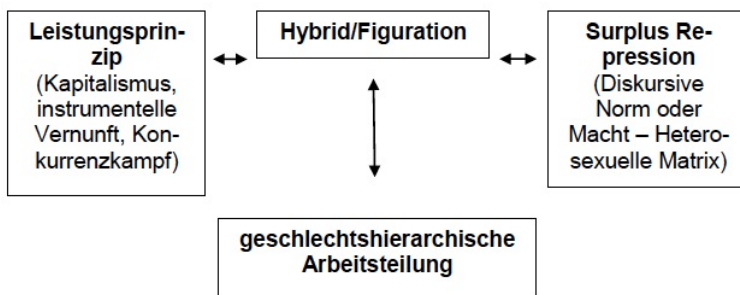 Leistungsprin-
zip
(Kapitalismus,
instrumentelle
Vernunft, Kon-
kurrenzkampf)
Hybrid/Figuration
Surplus Re-
pression
(Diskursive
Norm oder
Macht – Hetero-
sexuelle Matrix)
geschlechtshierarchische
Arbeitsteilung